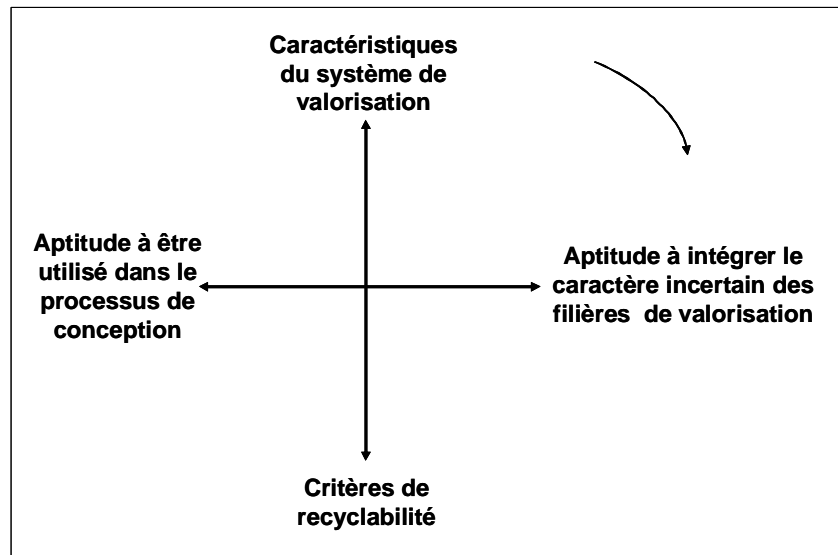 Caractéristiques
du système de
valorisation
Aptitude à être
utilisé dans le
processus de
conception
Aptitude à intégrer le
caractère incertain des
filières de valorisation
Critères de
recyclabilité